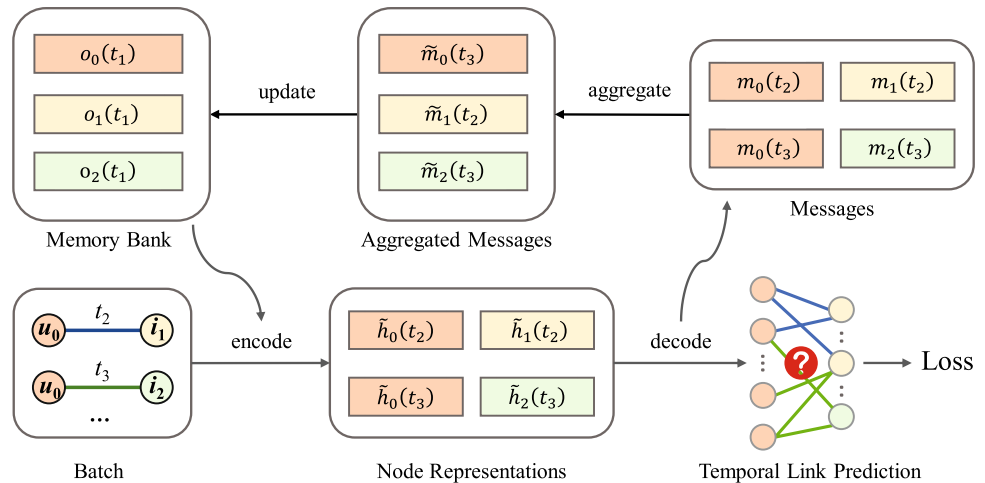 o₀(t₁)
o₁(t₁)
o₂(t₁)
Memory Bank
update
m̃₀(t₃)
m̃₁(t₂)
m̃₂(t₃)
Aggregated Messages
aggregate
m₀(t₂) m₁(t₂)
m₀(t₃) m₂(t₃)
Messages
u₀ t₂ i₁
u₀ t₃ i₂
...
Batch
encode
h̃₀(t₂) h̃₁(t₂)
h̃₀(t₃) h̃₂(t₃)
Node Representations
decode
?
Loss
Temporal Link Prediction